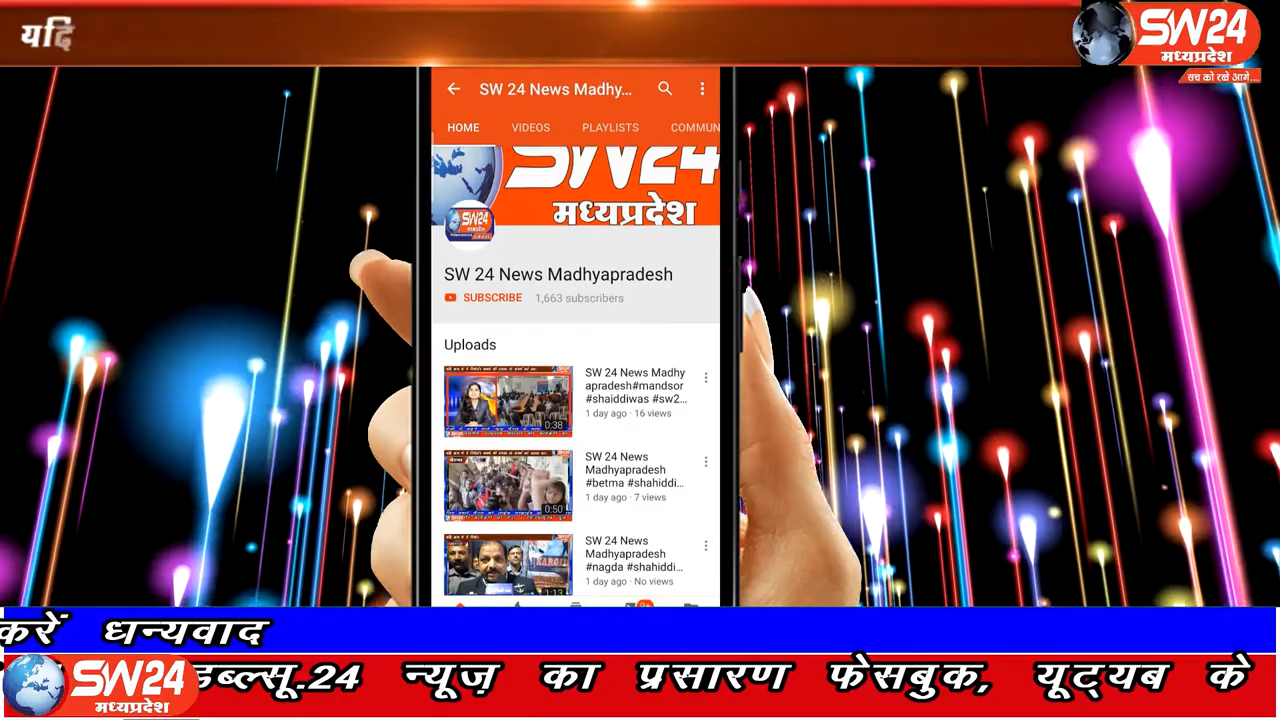 यदि
SW24
मध्यप्रदेश
सच को रखे आगे...
SW 24 News Madhy...
HOME VIDEOS PLAYLISTS COMMUN
SW24
मध्यप्रदेश
SW24
SW 24 News Madhyapradesh
SUBSCRIBE 1,663 subscribers
Uploads
SW 24 News Madhy
apradesh#mandsor
#shaiddiwas #sw2...
1 day ago · 16 views
0:38
SW 24 News
Madhyapradesh
#betma #shahiddi...
1 day ago · 7 views
0:50
SW 24 News
Madhyapradesh
#nagda #shahiddi...
1 day ago · No views
1:13
करें धन्यवाद
डब्ल्सू.24 न्यूज़ का प्रसारण फेसबुक, यूट्यब के
SW24
मध्यप्रदेश